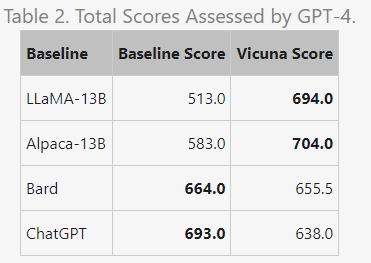 Table 2. Total Scores Assessed by GPT-4.
Baseline Baseline Score Vicuna Score
LLaMA-13B 513.0 694.0
Alpaca-13B 583.0 704.0
Bard 664.0 655.5
ChatGPT 693.0 638.0